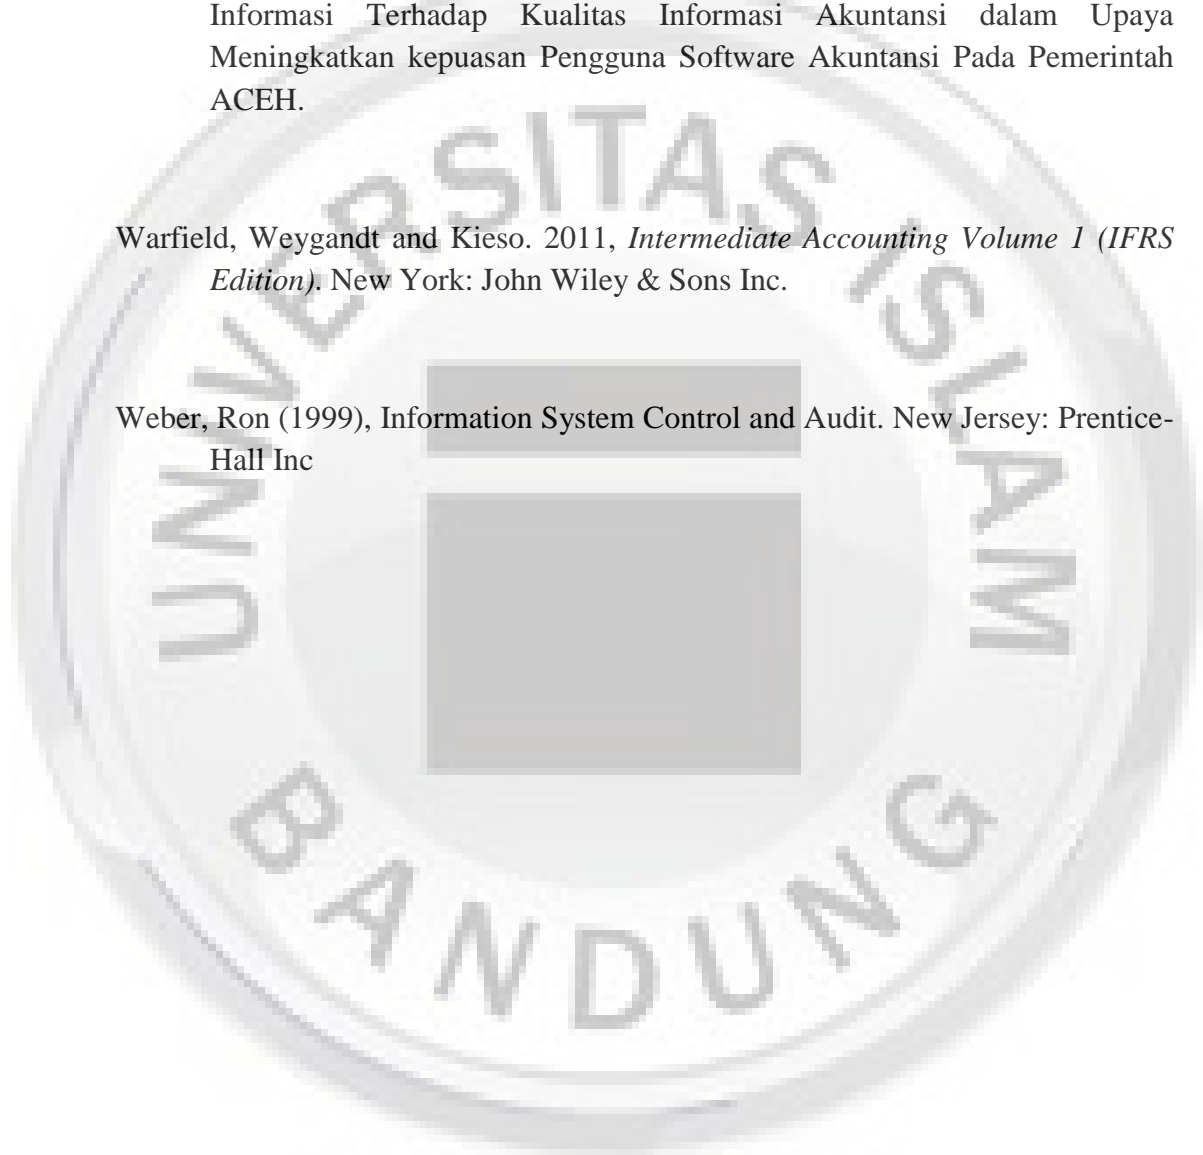 Informasi Terhadap Kualitas Informasi Akuntansi dalam Upaya
Meningkatkan kepuasan Pengguna Software Akuntansi Pada Pemerintah
ACEH.
Warfield, Weygandt and Kieso. 2011, Intermediate Accounting Volume 1 (IFRS
Edition). New York: John Wiley & Sons Inc.
Weber, Ron (1999), Information System Control and Audit. New Jersey: Prentice-
Hall Inc
UNIVERSITAS ISLAM
BANDUNG